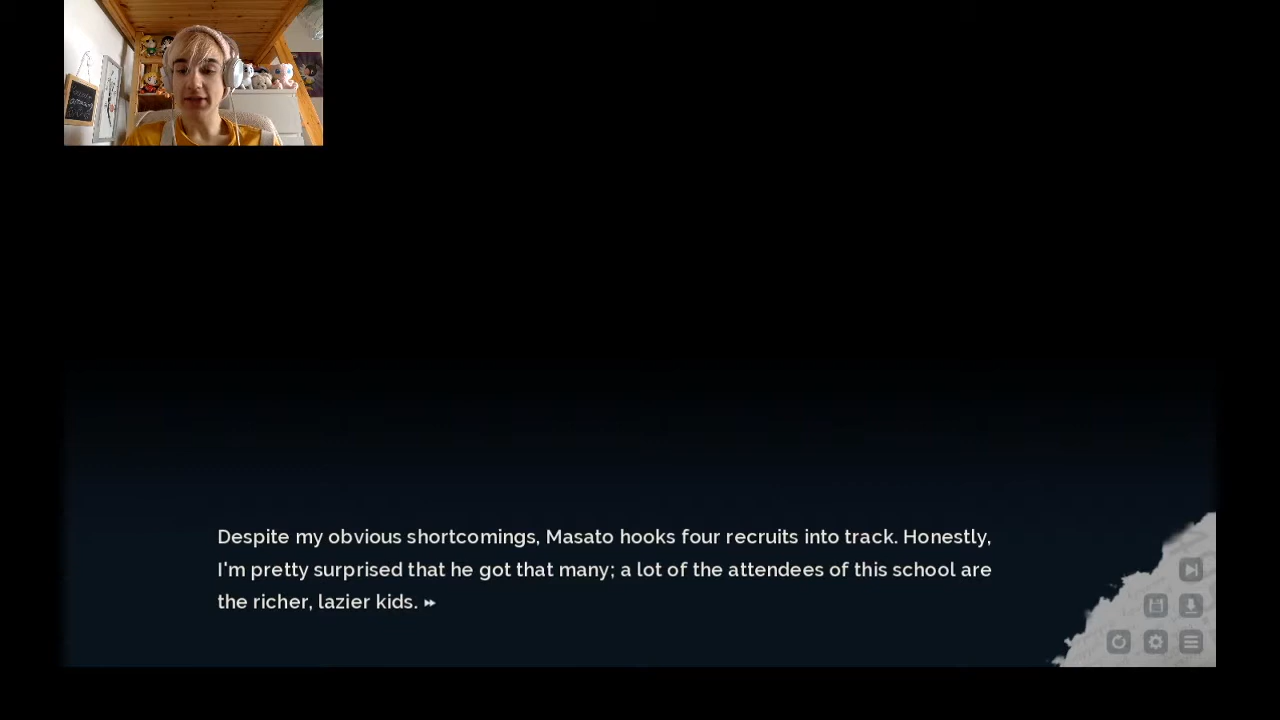 Despite my obvious shortcomings, Masato hooks four recruits into track. Honestly,
I'm pretty surprised that he got that many; a lot of the attendees of this school are
the richer, lazier kids.